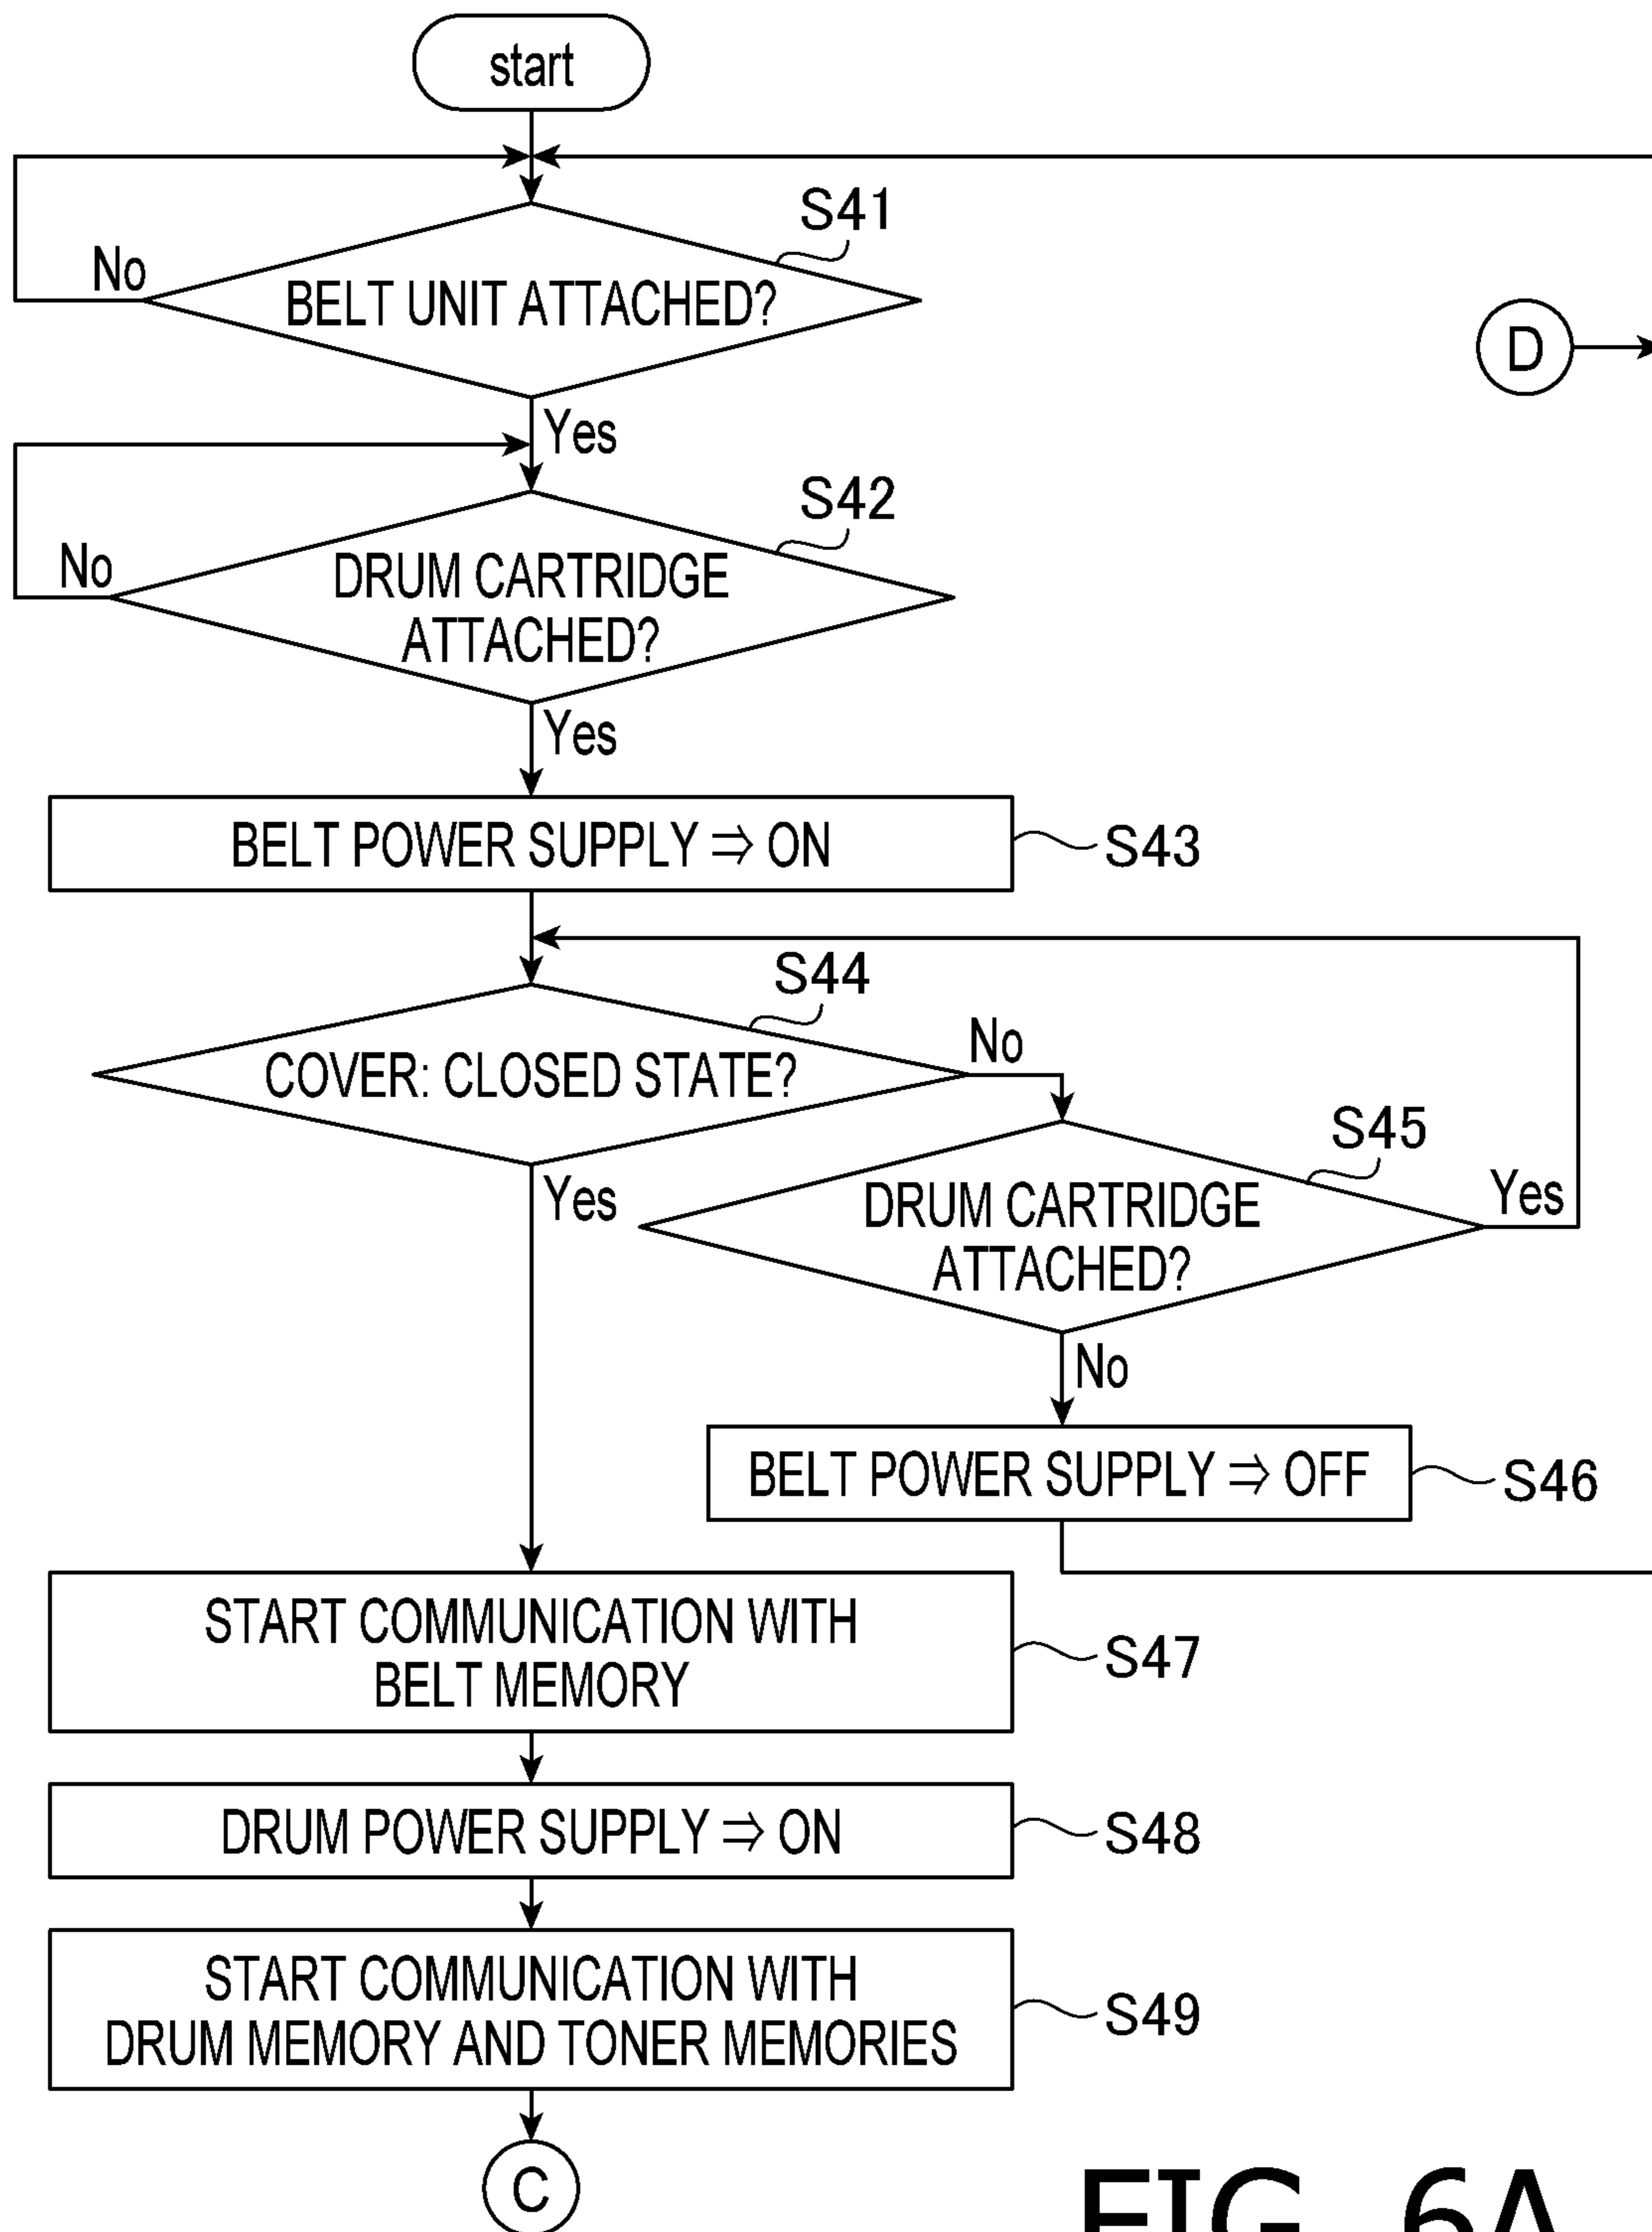 start
S41
No
BELT UNIT ATTACHED?
D
Yes
S42
No
DRUM CARTRIDGE
ATTACHED?
Yes
BELT POWER SUPPLY ⇒ ON
S43
S44
No
COVER: CLOSED STATE?
S45
Yes
Yes
DRUM CARTRIDGE
ATTACHED?
No
BELT POWER SUPPLY ⇒ OFF
S46
START COMMUNICATION WITH
BELT MEMORY
S47
DRUM POWER SUPPLY ⇒ ON
S48
START COMMUNICATION WITH
DRUM MEMORY AND TONER MEMORIES
S49
C
FIG. 6A